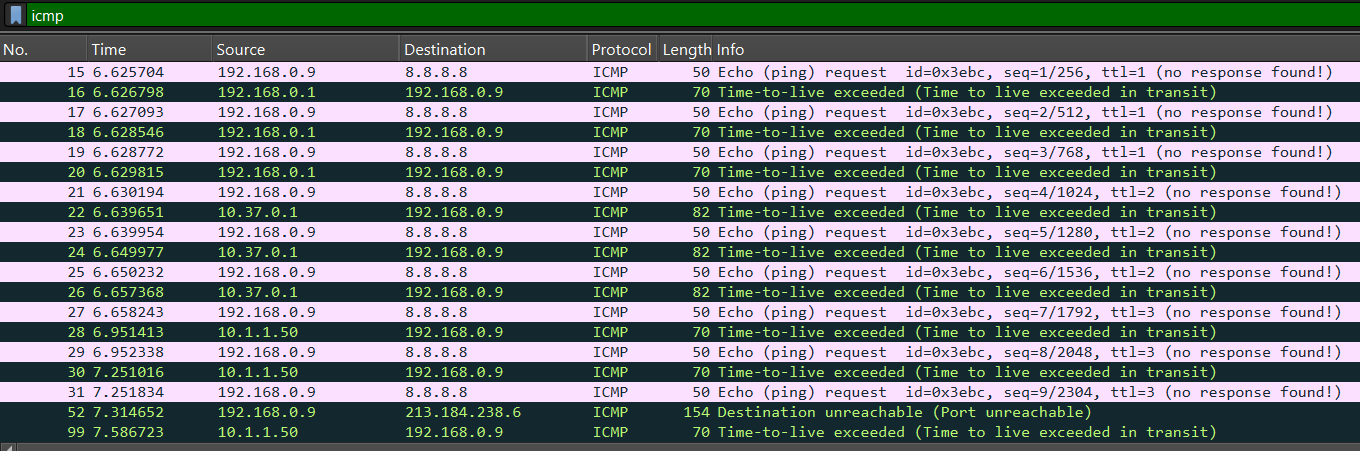 icmp
No. Time Source Destination Protocol Length Info
15 6.625704 192.168.0.9 8.8.8.8 ICMP 50 Echo (ping) request id=0x3ebc, seq=1/256, ttl=1 (no response found!)
16 6.626798 192.168.0.1 192.168.0.9 ICMP 70 Time-to-live exceeded (Time to live exceeded in transit)
17 6.627093 192.168.0.9 8.8.8.8 ICMP 50 Echo (ping) request id=0x3ebc, seq=2/512, ttl=1 (no response found!)
18 6.628546 192.168.0.1 192.168.0.9 ICMP 70 Time-to-live exceeded (Time to live exceeded in transit)
19 6.628772 192.168.0.9 8.8.8.8 ICMP 50 Echo (ping) request id=0x3ebc, seq=3/768, ttl=1 (no response found!)
20 6.629815 192.168.0.1 192.168.0.9 ICMP 70 Time-to-live exceeded (Time to live exceeded in transit)
21 6.630194 192.168.0.9 8.8.8.8 ICMP 50 Echo (ping) request id=0x3ebc, seq=4/1024, ttl=2 (no response found!)
22 6.639651 10.37.0.1 192.168.0.9 ICMP 82 Time-to-live exceeded (Time to live exceeded in transit)
23 6.639954 192.168.0.9 8.8.8.8 ICMP 50 Echo (ping) request id=0x3ebc, seq=5/1280, ttl=2 (no response found!)
24 6.649977 10.37.0.1 192.168.0.9 ICMP 82 Time-to-live exceeded (Time to live exceeded in transit)
25 6.650232 192.168.0.9 8.8.8.8 ICMP 50 Echo (ping) request id=0x3ebc, seq=6/1536, ttl=2 (no response found!)
26 6.657368 10.37.0.1 192.168.0.9 ICMP 82 Time-to-live exceeded (Time to live exceeded in transit)
27 6.658243 192.168.0.9 8.8.8.8 ICMP 50 Echo (ping) request id=0x3ebc, seq=7/1792, ttl=3 (no response found!)
28 6.951413 10.1.1.50 192.168.0.9 ICMP 70 Time-to-live exceeded (Time to live exceeded in transit)
29 6.952338 192.168.0.9 8.8.8.8 ICMP 50 Echo (ping) request id=0x3ebc, seq=8/2048, ttl=3 (no response found!)
30 7.251016 10.1.1.50 192.168.0.9 ICMP 70 Time-to-live exceeded (Time to live exceeded in transit)
31 7.251834 192.168.0.9 8.8.8.8 ICMP 50 Echo (ping) request id=0x3ebc, seq=9/2304, ttl=3 (no response found!)
52 7.314652 192.168.0.9 213.184.238.6 ICMP 154 Destination unreachable (Port unreachable)
99 7.586723 10.1.1.50 192.168.0.9 ICMP 70 Time-to-live exceeded (Time to live exceeded in transit)